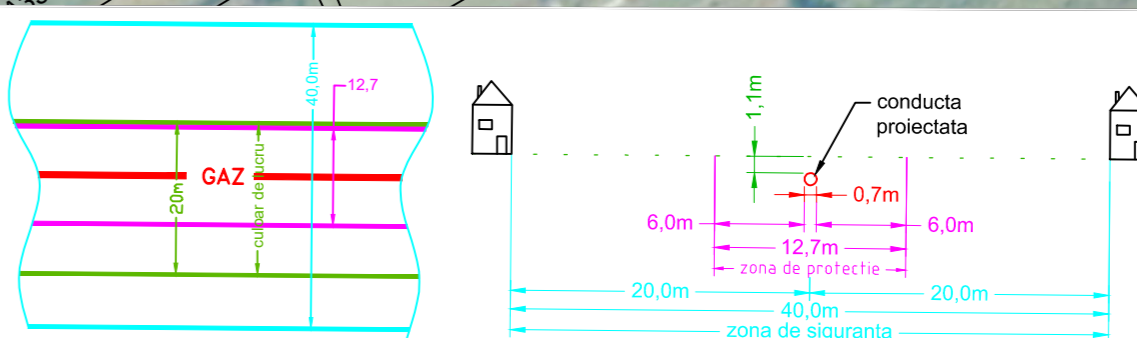 40,0m
12,7
20m
culoar de lucru
GAZ
1,1m
conducta
proiectata
0,7m
6,0m
6,0m
12,7m
zona de protectie
20,0m
20,0m
40,0m
zona de siguranta